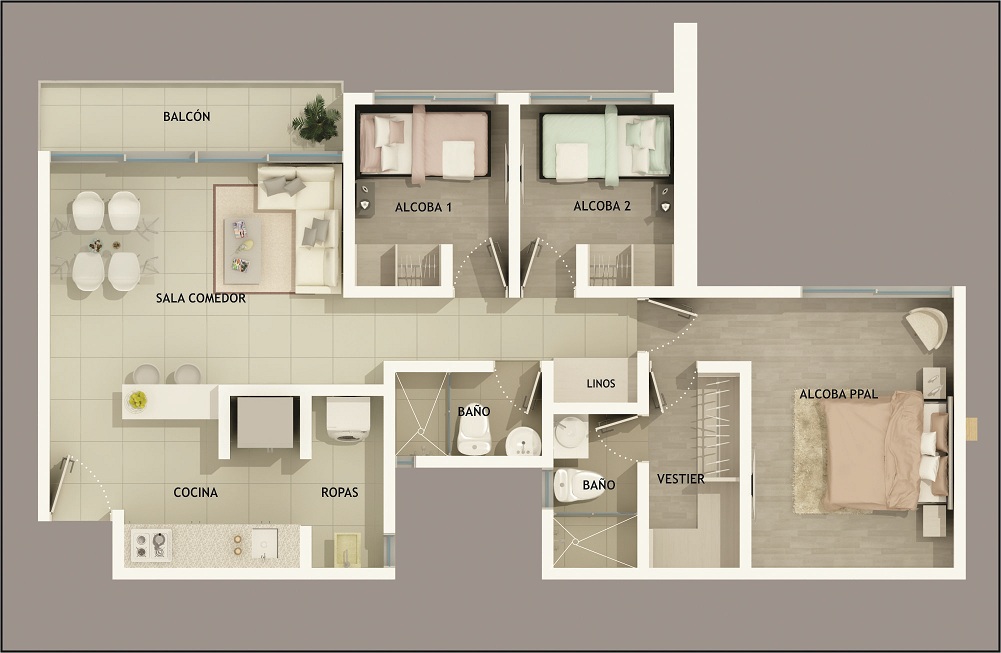 BALCÓN
ALCOBA 1
ALCOBA 2
SALA COMEDOR
LINOS
ALCOBA PPAL
BAÑO
COCINA
ROPAS
BAÑO
VESTIER